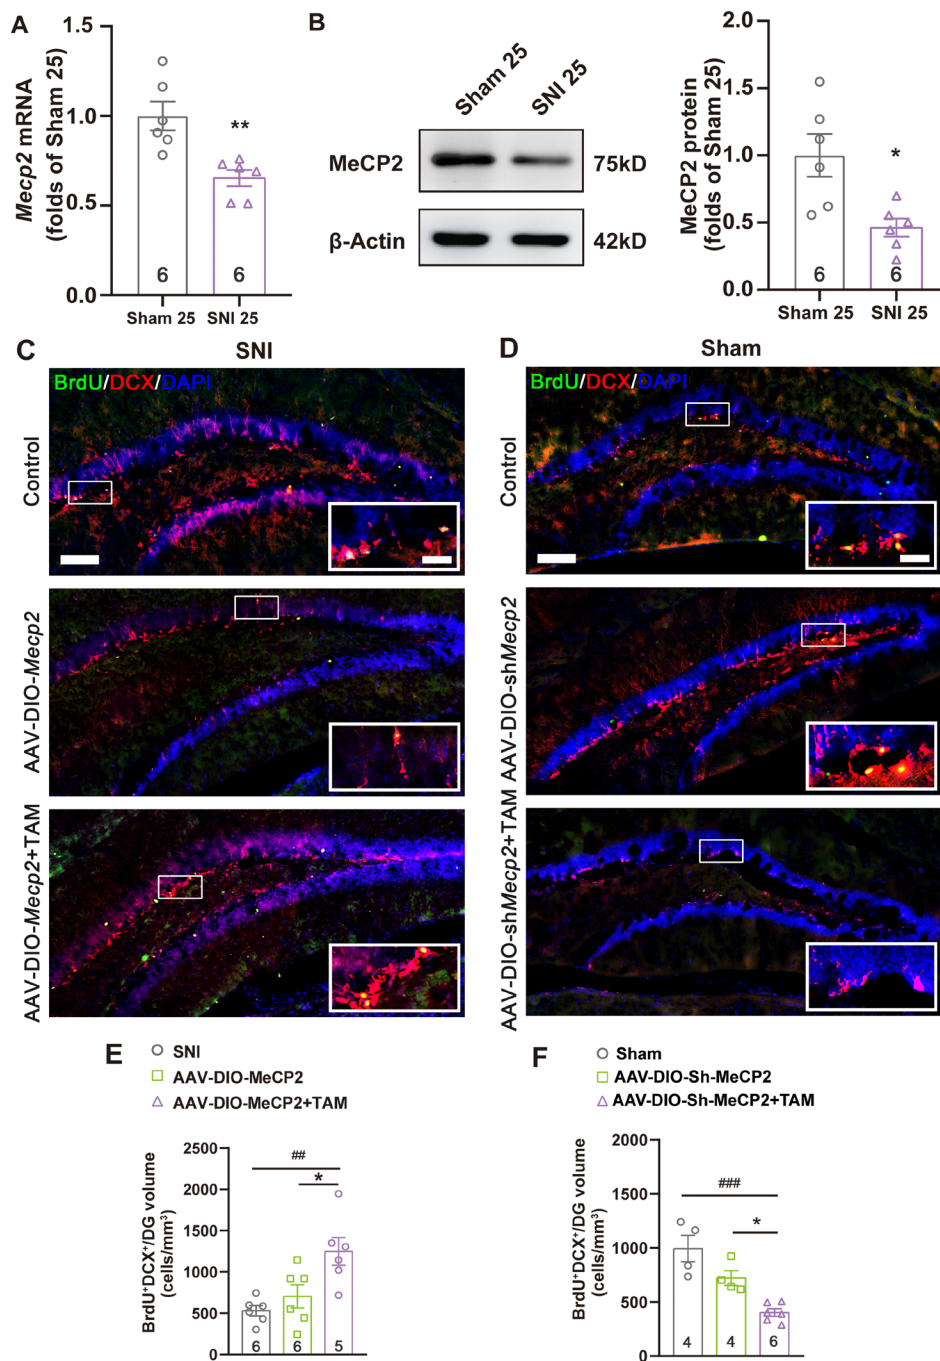 A
Mecp2 mRNA
(folds of Sham 25)
1.5
1.0
0.5
0.0
**
6
6
Sham 25
SNI 25
B
Sham 25
SNI 25
MeCP2
75kD
β-Actin
42kD
MeCP2 protein
(folds of Sham 25)
2.0
1.5
1.0
0.5
0.0
*
6
6
Sham 25
SNI 25
C
SNI
BrdU/DCX/DAPI
Control
AAV-DIO-Mecp2
AAV-DIO-Mecp2+TAM
D
Sham
BrdU/DCX/DAPI
Control
AAV-DIO-shMecp2
AAV-DIO-shMecp2+TAM
E
SNI
AAV-DIO-MeCP2
AAV-DIO-MeCP2+TAM
BrdU⁺DCX⁺/DG volume
(cells/mm³)
2500
2000
1500
1000
500
0
##
*
6
6
5
F
Sham
AAV-DIO-Sh-MeCP2
AAV-DIO-Sh-MeCP2+TAM
BrdU⁺DCX⁺/DG volume
(cells/mm³)
2000
1500
1000
500
0
###
*
4
4
6